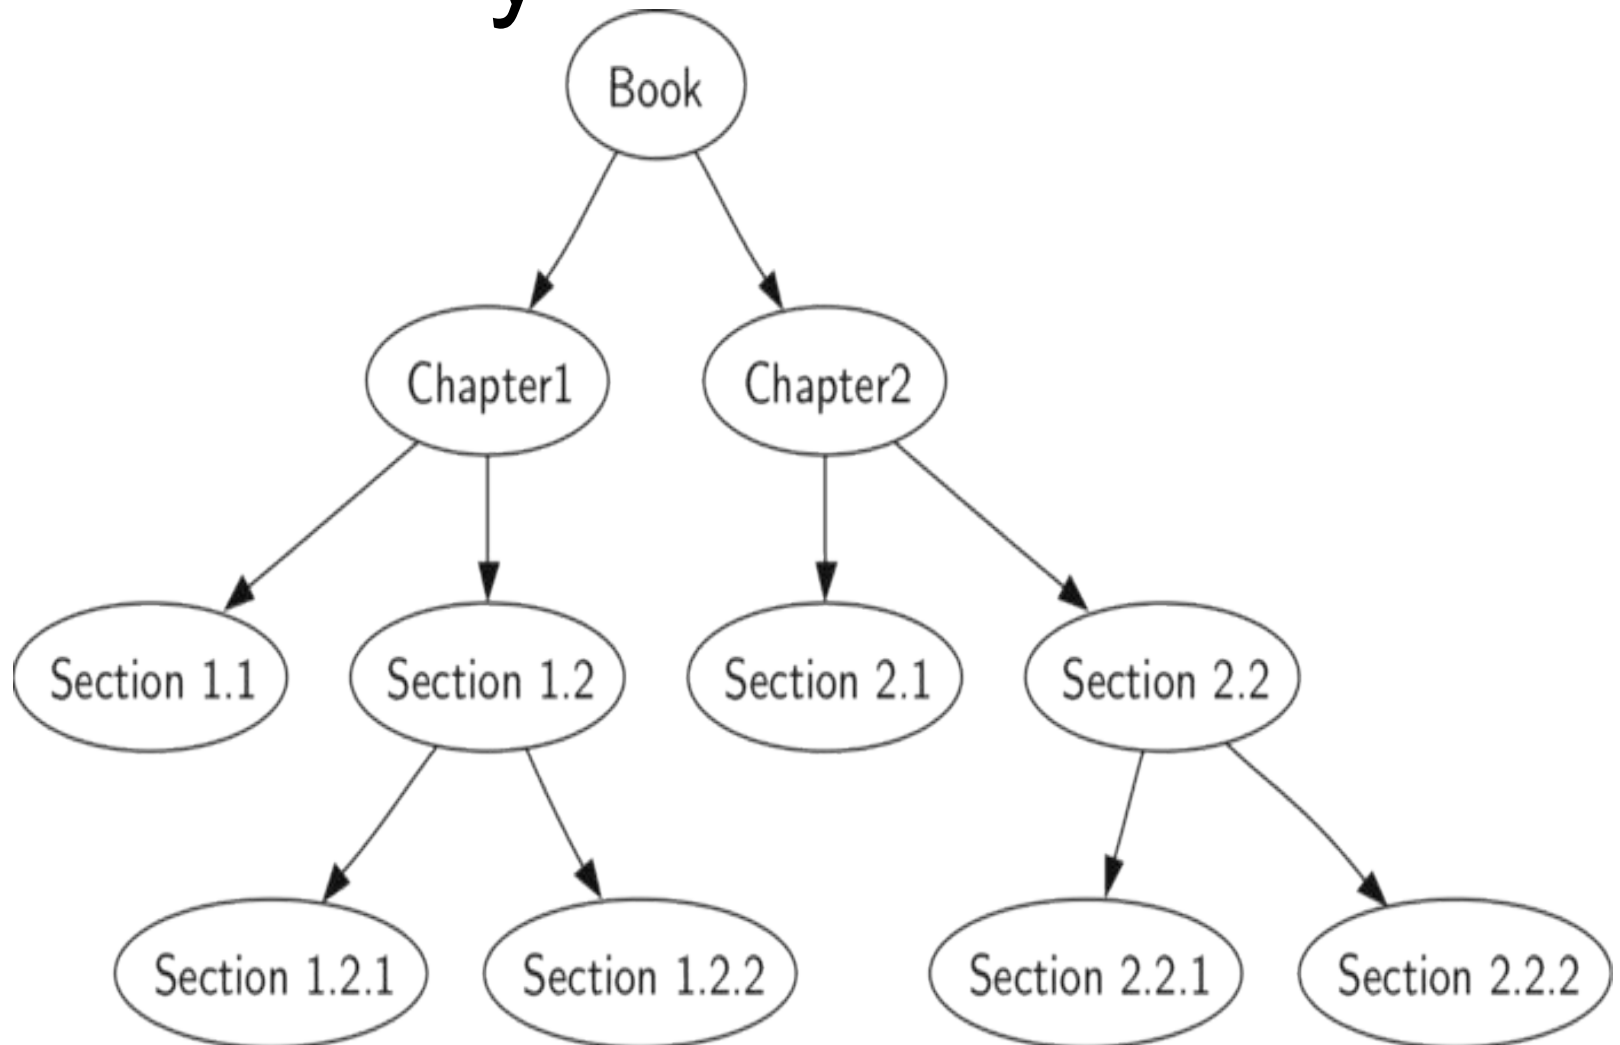 Book
Chapter1 Chapter2
Section 1.1 Section 1.2 Section 2.1 Section 2.2
Section 1.2.1 Section 1.2.2 Section 2.2.1 Section 2.2.2